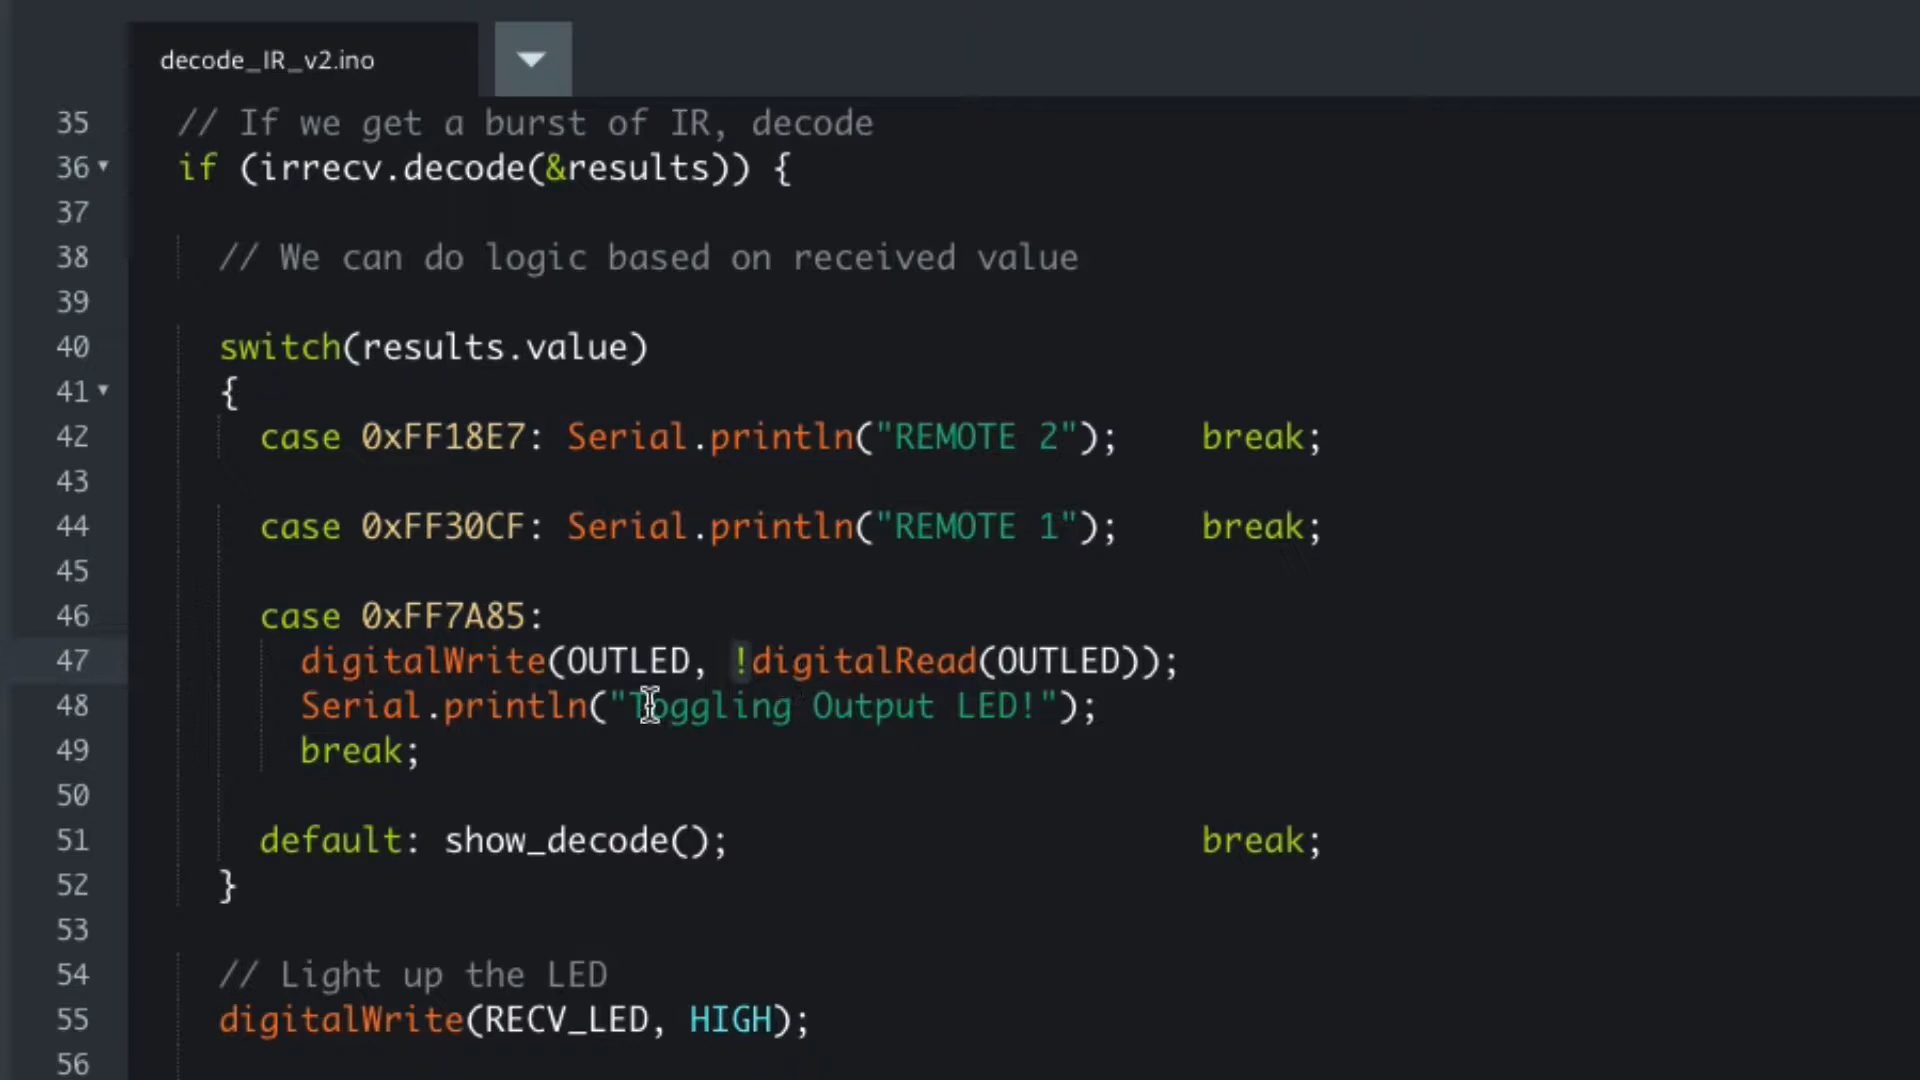 decode_IR_v2.ino
35 // If we get a burst of IR, decode
36 if (irrecv.decode(&results)) {
37
38 // We can do logic based on received value
39
40 switch(results.value)
41 {
42 case 0xFF18E7: Serial.println("REMOTE 2"); break;
43
44 case 0xFF30CF: Serial.println("REMOTE 1"); break;
45
46 case 0xFF7A85:
47 digitalWrite(OUTLED, !digitalRead(OUTLED));
48 Serial.println("Toggling Output LED!");
49 break;
50
51 default: show_decode(); break;
52 }
53
54 // Light up the LED
55 digitalWrite(RECV_LED, HIGH);
56